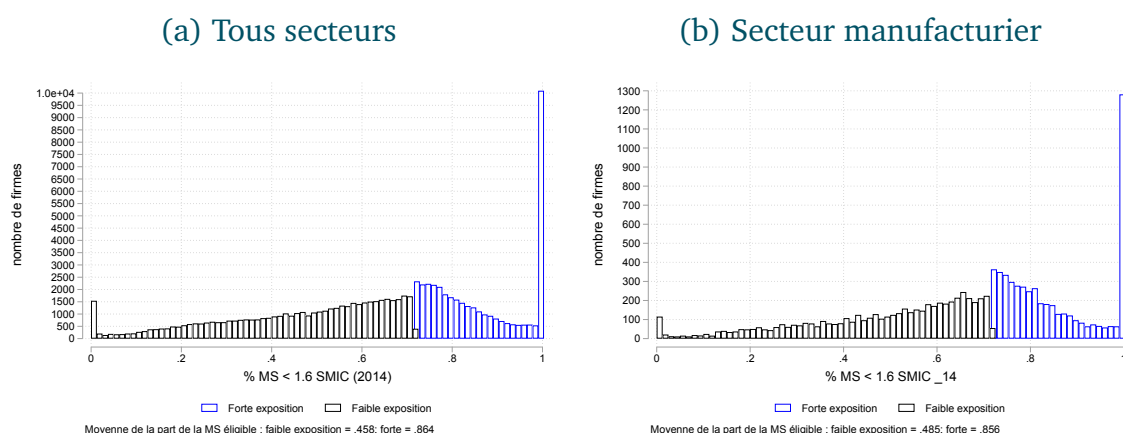 (a) Tous secteurs
1.0e+04
9500
9000
8500
8000
7500
7000
6500
6000
5500
5000
4500
4000
3500
3000
2500
2000
1500
1000
500
0
nombre de firmes
0 .2 .4 .6 .8 1
% MS < 1.6 SMIC (2014)
Forte exposition Faible exposition
Moyenne de la part de la MS éligible : faible exposition = .458; forte = .864
(b) Secteur manufacturier
1300
1200
1100
1000
900
800
700
600
500
400
300
200
100
0
nombre de firmes
0 .2 .4 .6 .8 1
% MS < 1.6 SMIC _14
Forte exposition Faible exposition
Moyenne de la part de la MS éligible : faible exposition = .485; forte = .856